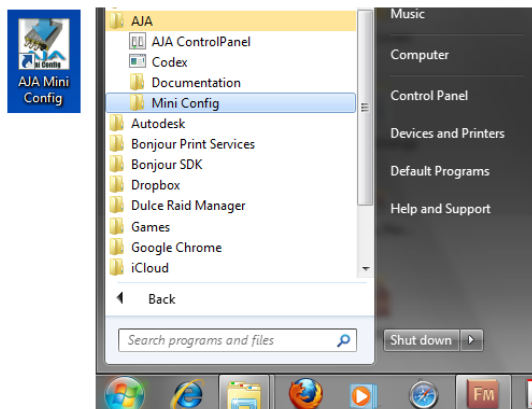 AJA Mini
Config
AJA
AJA ControlPanel
Codex
Documentation
Mini Config
Autodesk
Bonjour Print Services
Bonjour SDK
Dropbox
Dulce Raid Manager
Games
Google Chrome
iCloud
Back
Search programs and files
Music
Computer
Control Panel
Devices and Printers
Default Programs
Help and Support
Shut down
FM